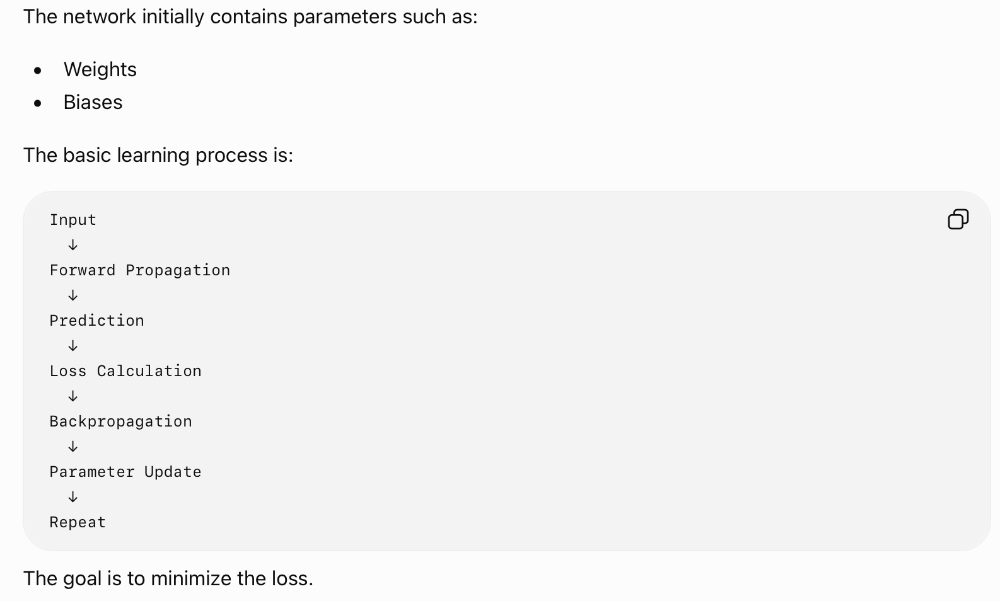 The network initially contains parameters such as:
• Weights
• Biases
The basic learning process is:
Input
↓
Forward Propagation
↓
Prediction
↓
Loss Calculation
↓
Backpropagation
↓
Parameter Update
↓
Repeat
The goal is to minimize the loss.